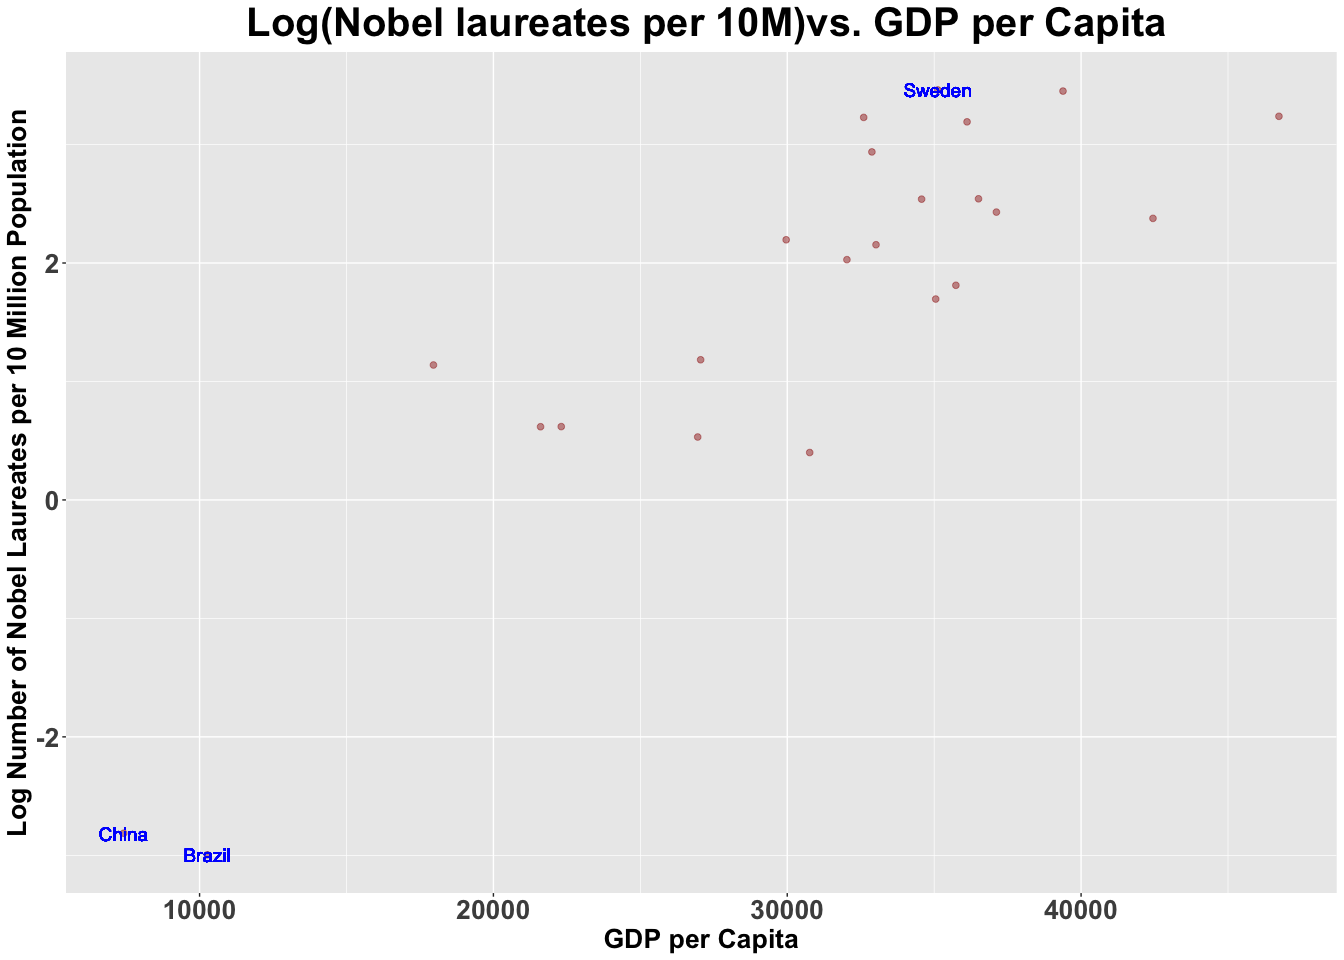 Log(Nobel laureates per 10M)vs. GDP per Capita
Log Number of Nobel Laureates per 10 Million Population
2
0
-2
Sweden
China
Brazil
10000 20000 30000 40000
GDP per Capita